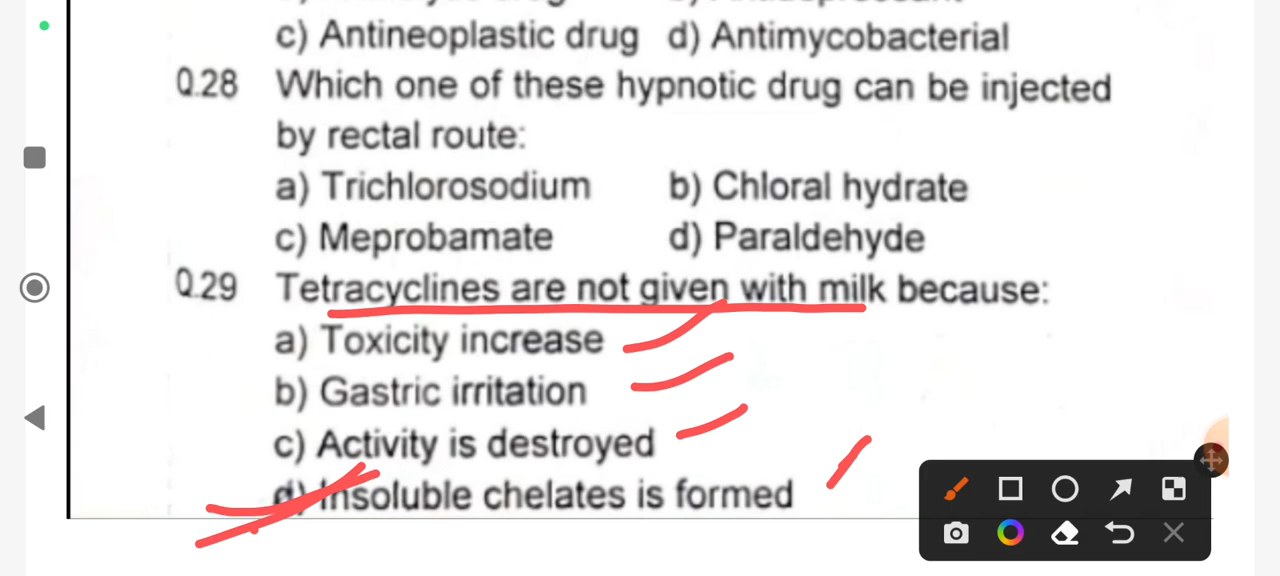 c) Antineoplastic drug d) Antimycobacterial
Q.28 Which one of these hypnotic drug can be injected
by rectal route:
a) Trichlorosodium b) Chloral hydrate
c) Meprobamate d) Paraldehyde
Q.29 Tetracyclines are not given with milk because:
a) Toxicity increase
b) Gastric irritation
c) Activity is destroyed
d) Insoluble chelates is formed